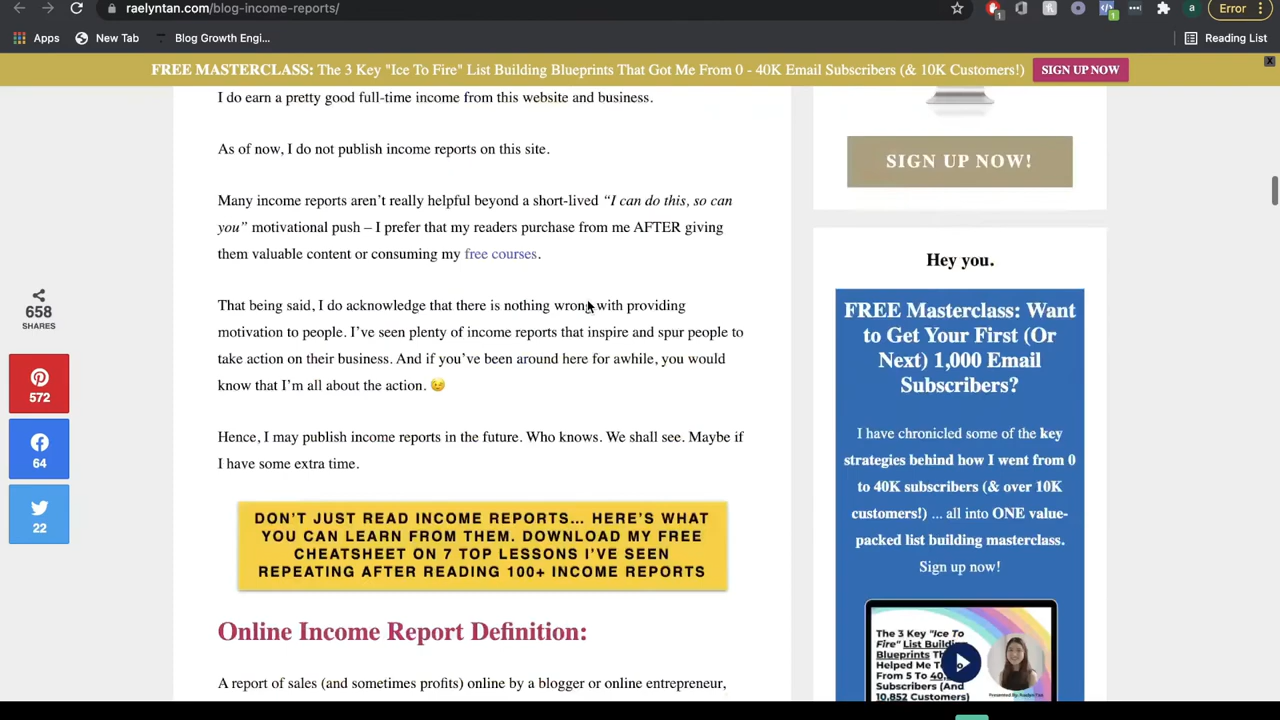 raelyntan.com/blog-income-reports/
1
1
a
Error
Apps
New Tab
Blog Growth Engi...
Reading List
FREE MASTERCLASS: The 3 Key "Ice To Fire" List Building Blueprints That Got Me From 0 - 40K Email Subscribers (& 10K Customers!)
SIGN UP NOW
X
I do earn a pretty good full-time income from this website and business.
As of now, I do not publish income reports on this site.
Many income reports aren't really helpful beyond a short-lived "I can do this, so can
you" motivational push – I prefer that my readers purchase from me AFTER giving
them valuable content or consuming my free courses.
That being said, I do acknowledge that there is nothing wrong with providing
motivation to people. I've seen plenty of income reports that inspire and spur people to
take action on their business. And if you've been around here for awhile, you would
know that I'm all about the action. 😉
Hence, I may publish income reports in the future. Who knows. We shall see. Maybe if
I have some extra time.
DON'T JUST READ INCOME REPORTS... HERE'S WHAT
YOU CAN LEARN FROM THEM. DOWNLOAD MY FREE
CHEATSHEET ON 7 TOP LESSONS I'VE SEEN
REPEATING AFTER READING 100+ INCOME REPORTS
Online Income Report Definition:
A report of sales (and sometimes profits) online by a blogger or online entrepreneur,
658
SHARES
572
64
22
SIGN UP NOW!
Hey you.
FREE Masterclass: Want
to Get Your First (Or
Next) 1,000 Email
Subscribers?
I have chronicled some of the key
strategies behind how I went from 0
to 40K subscribers (& over 10K
customers!) ... all into ONE value-
packed list building masterclass.
Sign up now!
The 3 Key "Ice To
Fire" List Building
Blueprints
Helped Me
From 5 To
Subscribers (And
10,852 Customers)